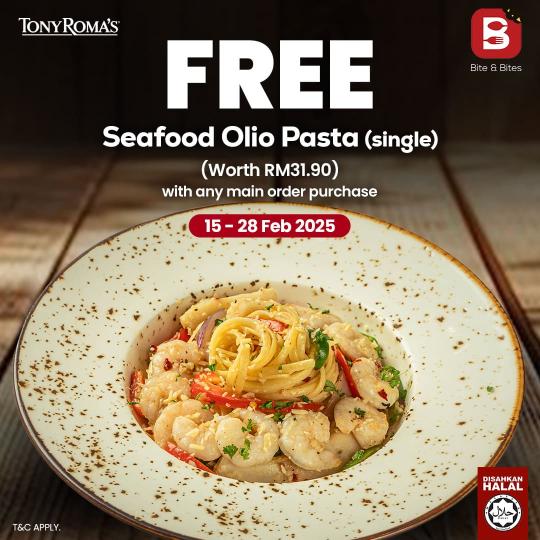 TONY ROMA'S
B
Bite & Bites
FREE
Seafood Olio Pasta (single)
(Worth RM31.90)
with any main order purchase
15 – 28 Feb 2025
DISAHKAN
HALAL
حلال
T&C APPLY.